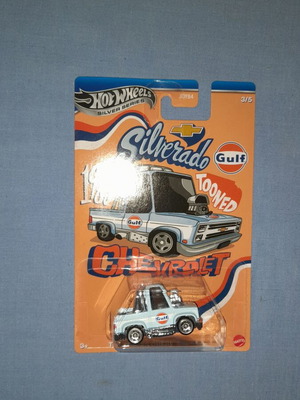 HOT WHEELS
SILVER SERIES
3/5
Silverado
Gulf
TOONED
Gulf
CHEVROLET
Gulf